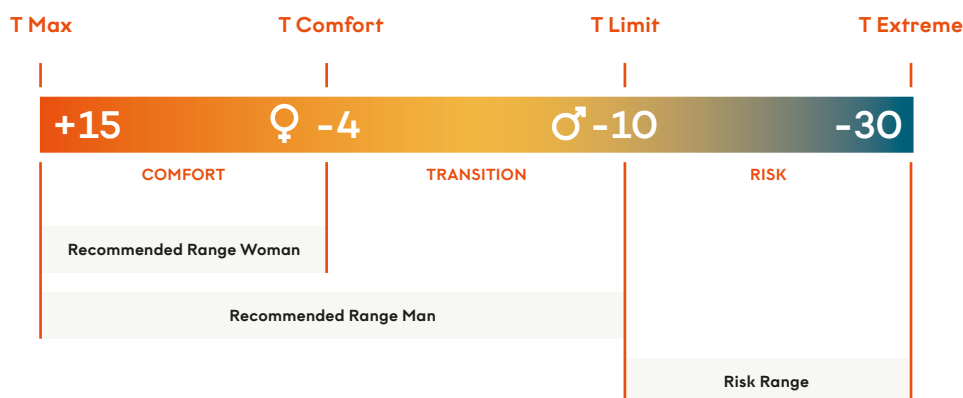 T Max T Comfort T Limit T Extreme
+15 ♀ -4 ♂ -10 -30
COMFORT TRANSITION RISK
Recommended Range Woman
Recommended Range Man
Risk Range